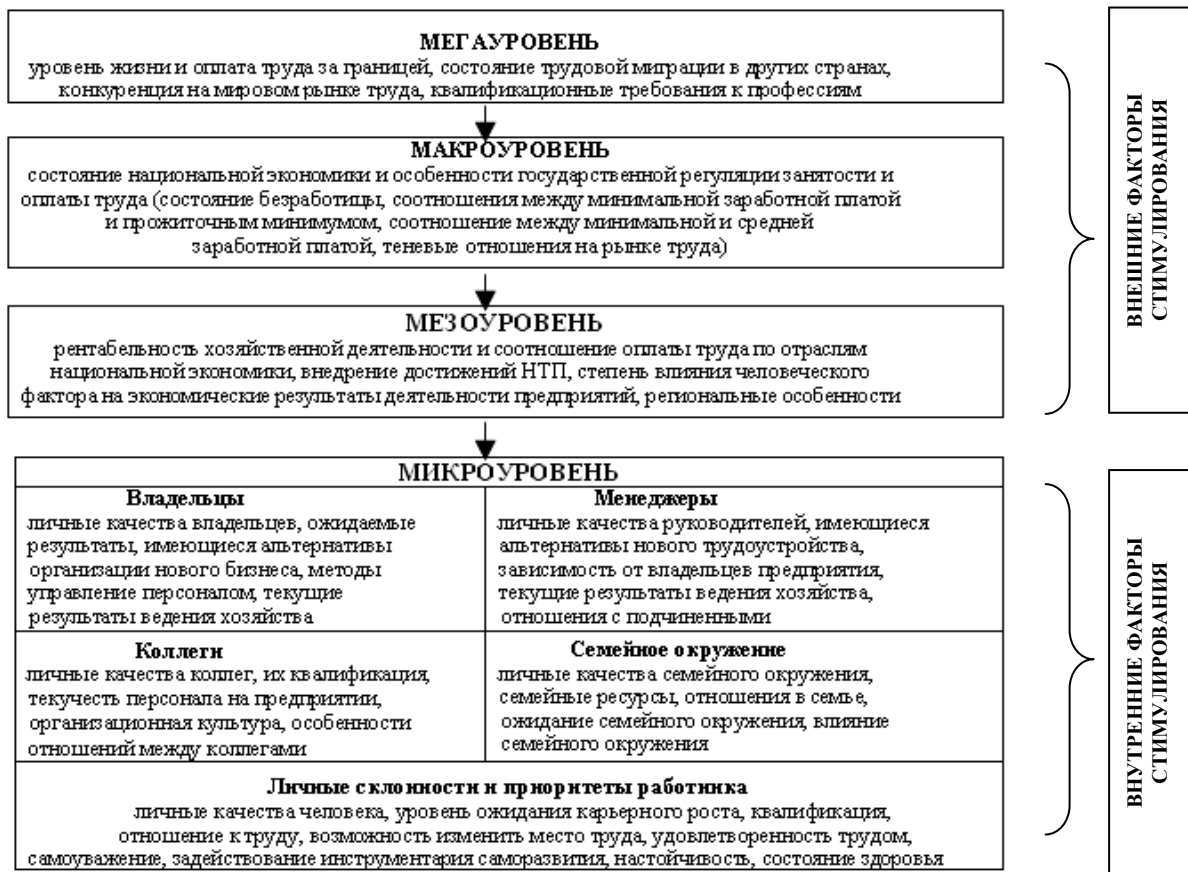 МЕГАУРОВЕНЬ
уровень жизни и оплата труда за границей, состояние трудовой миграции в других странах,
конкуренция на мировом рынке труда, квалификационные требования к профессиям
МАКРОУРОВЕНЬ
состояние национальной экономики и особенности государственной регуляции занятости и
оплаты труда (состояние безработицы, соотношения между минимальной заработной платой
и прожиточным минимумом, соотношение между минимальной и средней
заработной платой, теневые отношения на рынке труда)
МЕЗОУРОВЕНЬ
рентабельность хозяйственной деятельности и соотношение оплаты труда по отраслям
национальной экономики, внедрение достижений НТП, степень влияния человеческого
фактора на экономические результаты деятельности предприятий, региональные особенности
ВНЕШНИЕ ФАКТОРЫ
СТИМУЛИРОВАНИЯ
МИКРОУРОВЕНЬ
Владельцы
личные качества владельцев, ожидаемые
результаты, имеющиеся альтернативы
организации нового бизнеса, методы
управление персоналом, текущие
результаты ведения хозяйства
Менеджеры
личные качества руководителей, имеющиеся
альтернативы нового трудоустройства,
зависимость от владельцев предприятия,
текущие результаты ведения хозяйства,
отношения с подчиненными
Коллеги
личные качества коллег, их квалификация,
текучесть персонала на предприятии,
организационная культура, особенности
отношений между коллегами
Семейное окружение
личные качества семейного окружения,
семейные ресурсы, отношения в семье,
ожидание семейного окружения, влияние
семейного окружения
Личные склонности и приоритеты работника
личные качества человека, уровень ожидания карьерного роста, квалификация,
отношение к труду, возможность изменить место труда, удовлетворенность трудом,
самоуважение, задействование инструментария саморазвития, настойчивость, состояние здоровья
ВНУТРЕННИЕ ФАКТОРЫ
СТИМУЛИРОВАНИЯ